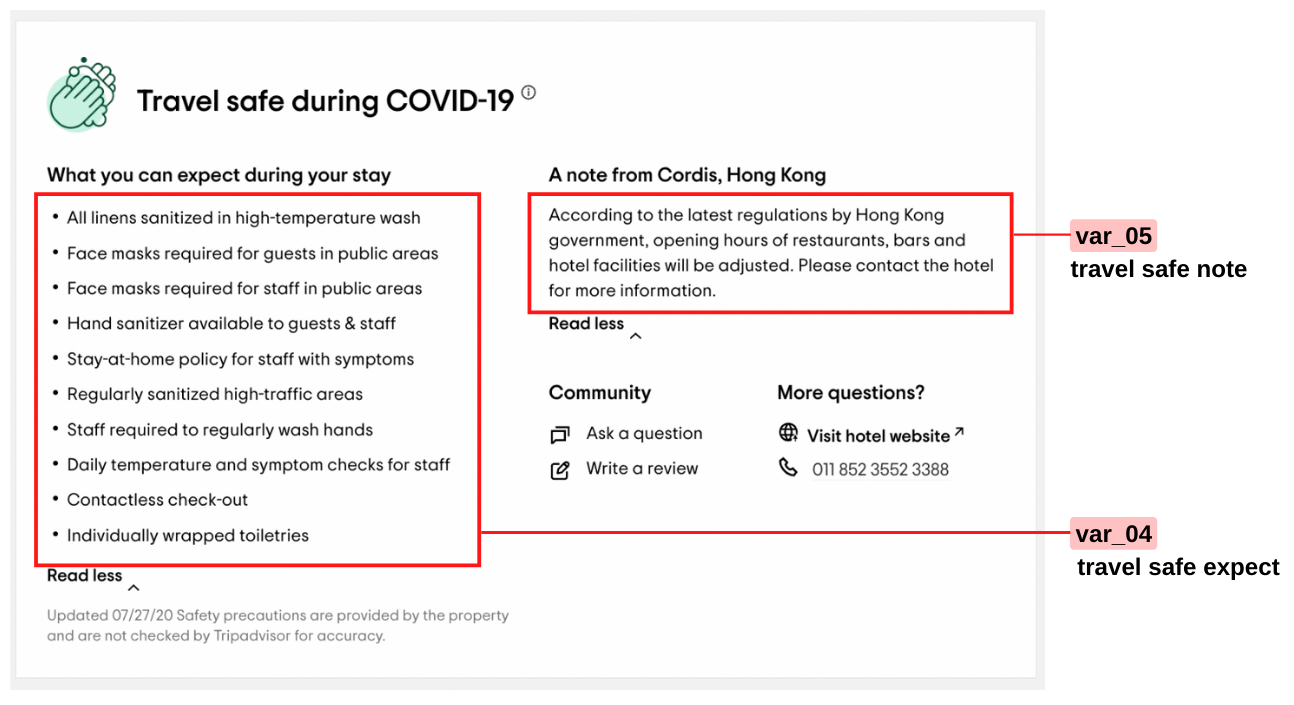 Travel safe during COVID-19
What you can expect during your stay
• All linens sanitized in high-temperature wash
• Face masks required for guests in public areas
• Face masks required for staff in public areas
• Hand sanitizer available to guests & staff
• Stay-at-home policy for staff with symptoms
• Regularly sanitized high-traffic areas
• Staff required to regularly wash hands
• Daily temperature and symptom checks for staff
• Contactless check-out
• Individually wrapped toiletries
Read less
Updated 07/27/20 Safety precautions are provided by the property
and are not checked by Tripadvisor for accuracy.
A note from Cordis, Hong Kong
According to the latest regulations by Hong Kong
government, opening hours of restaurants, bars and
hotel facilities will be adjusted. Please contact the hotel
for more information.
Read less
Community
Ask a question
Write a review
More questions?
Visit hotel website
011 852 3552 3388
var_05
travel safe note
var_04
travel safe expect